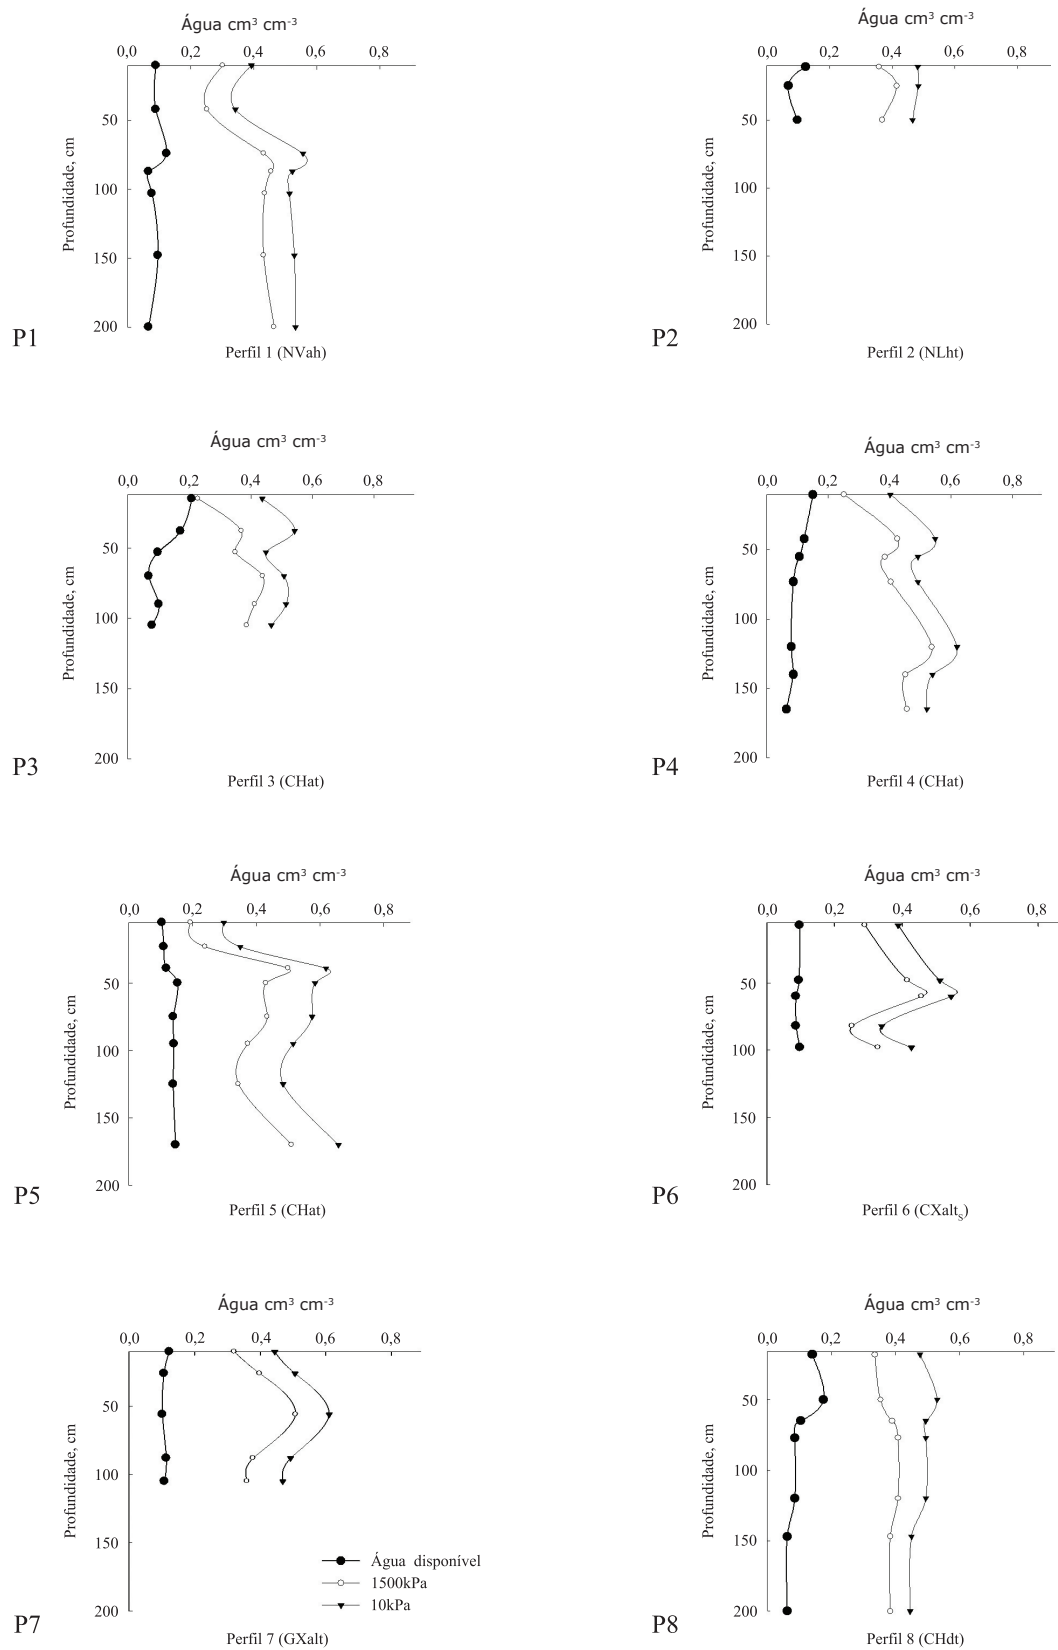 Água cm³ cm⁻³
0,0 0,2 0,4 0,6 0,8
Profundidade, cm
50
100
150
200
P1
Perfil 1 (NVah)
Água cm³ cm⁻³
0,0 0,2 0,4 0,6 0,8
Profundidade, cm
50
100
150
200
P2
Perfil 2 (NLht)
Água cm³ cm⁻³
0,0 0,2 0,4 0,6 0,8
Profundidade, cm
50
100
150
200
P3
Perfil 3 (CHat)
Água cm³ cm⁻³
0,0 0,2 0,4 0,6 0,8
Profundidade, cm
50
100
150
200
P4
Perfil 4 (CHat)
Água cm³ cm⁻³
0,0 0,2 0,4 0,6 0,8
Profundidade, cm
50
100
150
200
P5
Perfil 5 (CHat)
Água cm³ cm⁻³
0,0 0,2 0,4 0,6 0,8
Profundidade, cm
50
100
150
200
P6
Perfil 6 (CXaltₛ)
Água cm³ cm⁻³
0,0 0,2 0,4 0,6 0,8
Profundidade, cm
50
100
150
200
Água disponível
1500kPa
10kPa
P7
Perfil 7 (GXalt)
Água cm³ cm⁻³
0,0 0,2 0,4 0,6 0,8
Profundidade, cm
50
100
150
200
P8
Perfil 8 (CHdt)